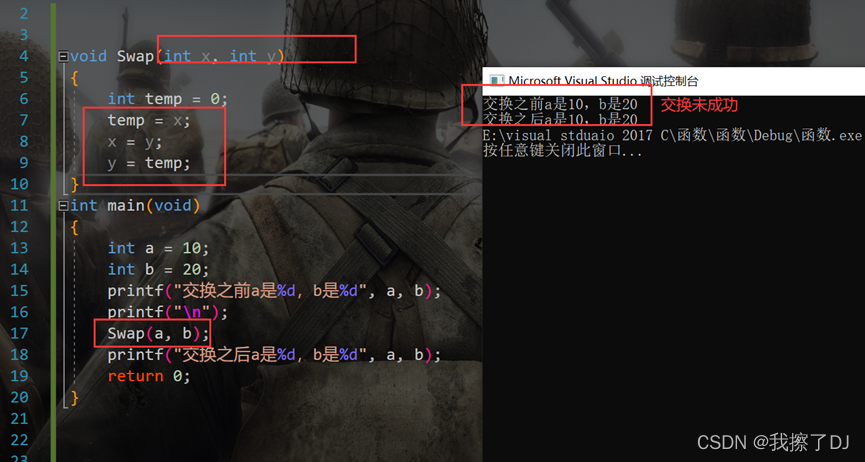 2
3
4 void Swap(int x, int y)
5 {
6 int temp = 0;
7 temp = x;
8 x = y;
9 y = temp;
10 }
11 int main(void)
12 {
13 int a = 10;
14 int b = 20;
15 printf("交换之前a是%d，b是%d", a, b);
16 printf("\n");
17 Swap(a, b);
18 printf("交换之后a是%d，b是%d", a, b);
19 return 0;
20 }
21
22
23
Microsoft Visual Studio 调试控制台
交换之前a是10，b是20
交换未成功
交换之后a是10，b是20
E:\visual stduaio 2017 C\函数\函数\Debug\函数.exe
按任意键关闭此窗口...
CSDN @我擦了DJ